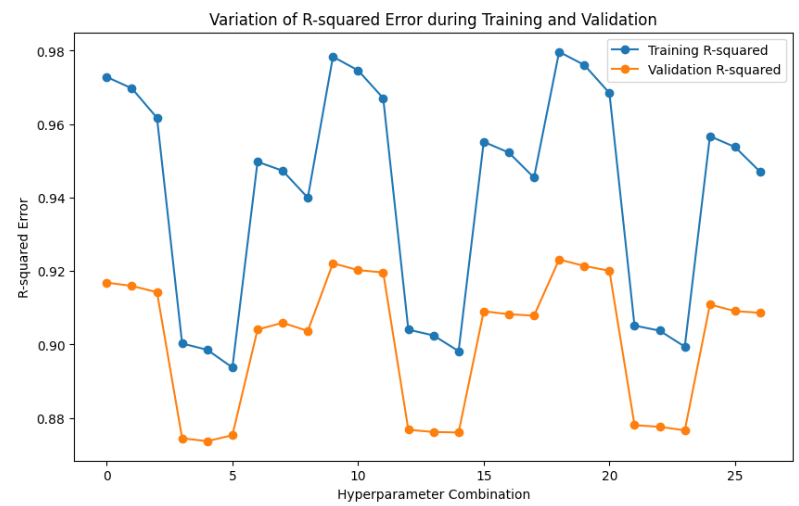 Variation of R-squared Error during Training and Validation
Training R-squared
Validation R-squared
R-squared Error
0.98
0.96
0.94
0.92
0.90
0.88
0
5
10
15
20
25
Hyperparameter Combination